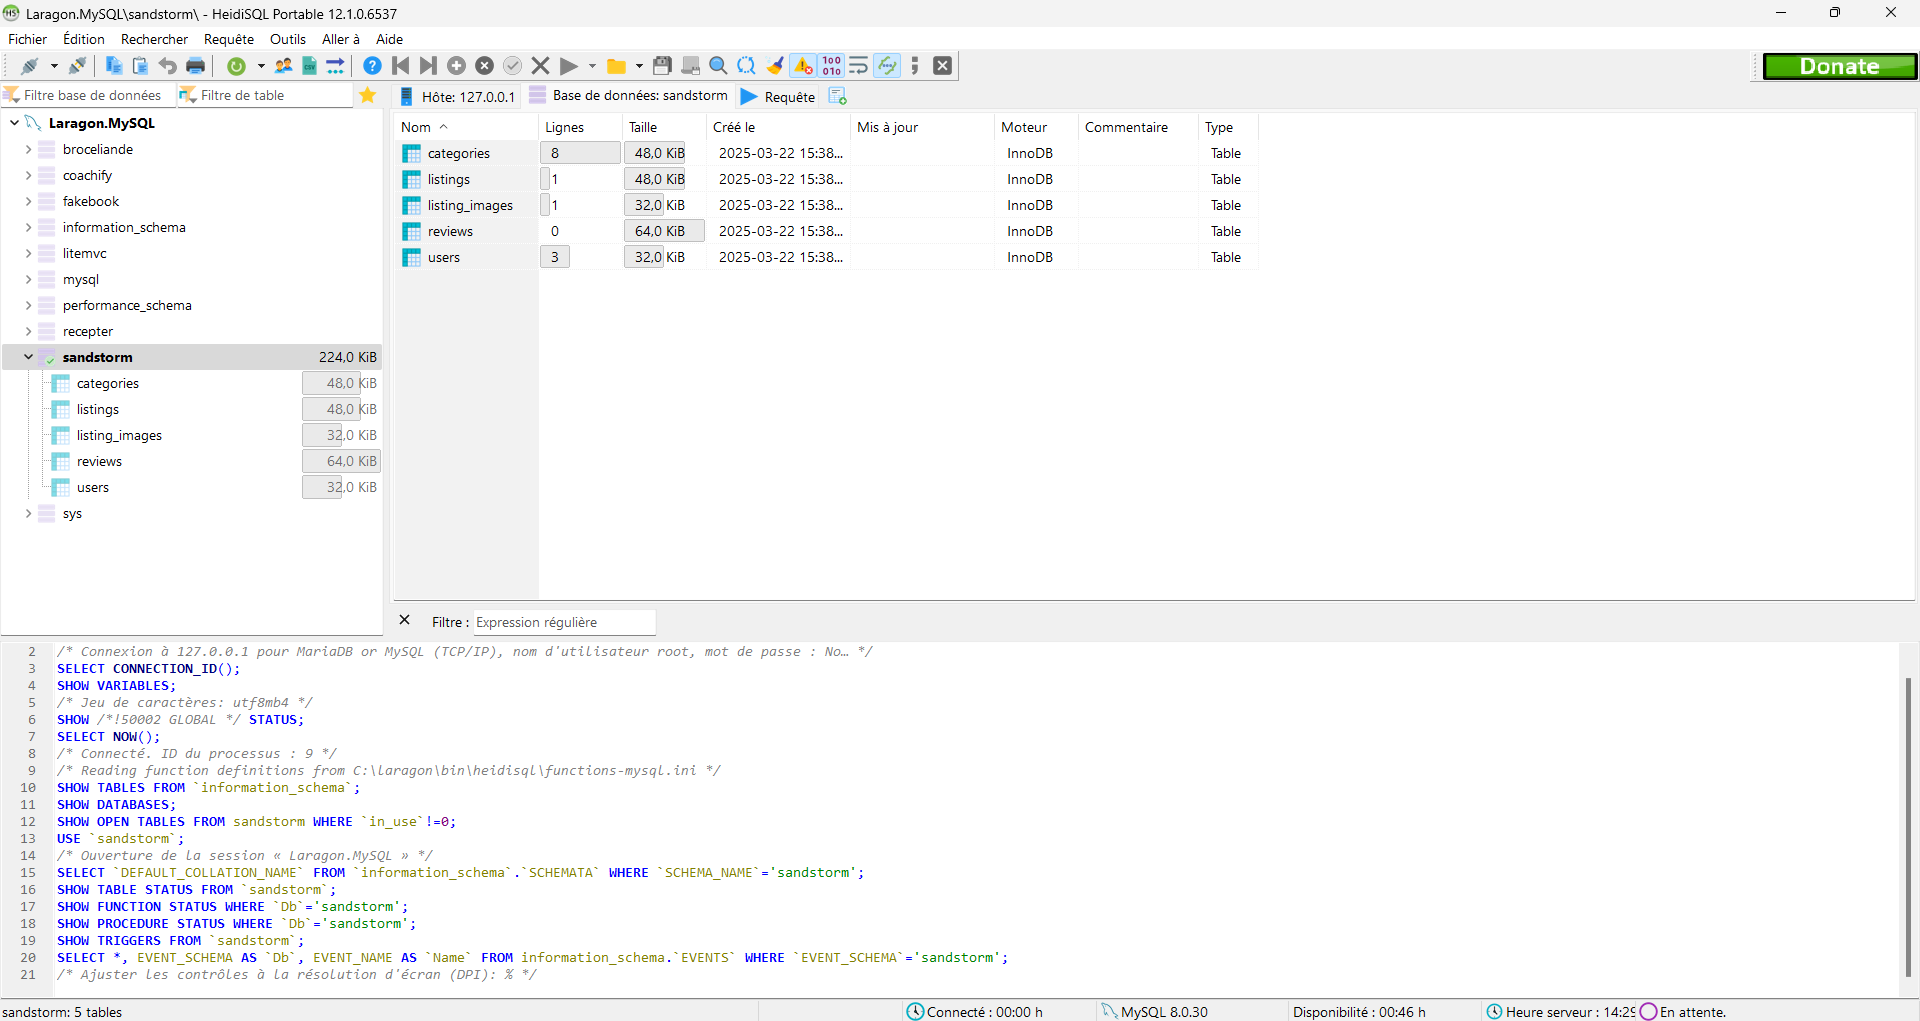 Laragon.MySQL\sandstorm\ - HeidiSQL Portable 12.1.0.6537
Fichier Édition Rechercher Requête Outils Aller à Aide
Donate
Filtre base de données Filtre de table
Hôte: 127.0.0.1 Base de données: sandstorm Requête
Laragon.MySQL
broceliande
coachify
fakebook
information_schema
litemvc
mysql
performance_schema
recepter
sandstorm 224,0 KiB
categories 48,0 KiB
listings 48,0 KiB
listing_images 32,0 KiB
reviews 64,0 KiB
users 32,0 KiB
sys
Nom Lignes Taille Créé le Mis à jour Moteur Commentaire Type
categories 8 48,0 KiB 2025-03-22 15:38... InnoDB Table
listings 1 48,0 KiB 2025-03-22 15:38... InnoDB Table
listing_images 1 32,0 KiB 2025-03-22 15:38... InnoDB Table
reviews 0 64,0 KiB 2025-03-22 15:38... InnoDB Table
users 3 32,0 KiB 2025-03-22 15:38... InnoDB Table
Filtre : Expression régulière
2 /* Connexion à 127.0.0.1 pour MariaDB or MySQL (TCP/IP), nom d'utilisateur root, mot de passe : No… */
3 SELECT CONNECTION_ID();
4 SHOW VARIABLES;
5 /* Jeu de caractères: utf8mb4 */
6 SHOW /*!50002 GLOBAL */ STATUS;
7 SELECT NOW();
8 /* Connecté. ID du processus : 9 */
9 /* Reading function definitions from C:\laragon\bin\heidisql\functions-mysql.ini */
10 SHOW TABLES FROM `information_schema`;
11 SHOW DATABASES;
12 SHOW OPEN TABLES FROM sandstorm WHERE `in_use`!=0;
13 USE `sandstorm`;
14 /* Ouverture de la session « Laragon.MySQL » */
15 SELECT `DEFAULT_COLLATION_NAME` FROM `information_schema`.`SCHEMATA` WHERE `SCHEMA_NAME`='sandstorm';
16 SHOW TABLE STATUS FROM `sandstorm`;
17 SHOW FUNCTION STATUS WHERE `Db`='sandstorm';
18 SHOW PROCEDURE STATUS WHERE `Db`='sandstorm';
19 SHOW TRIGGERS FROM `sandstorm`;
20 SELECT *, EVENT_SCHEMA AS `Db`, EVENT_NAME AS `Name` FROM information_schema.`EVENTS` WHERE `EVENT_SCHEMA`='sandstorm';
21 /* Ajuster les contrôles à la résolution d'écran (DPI): % */
sandstorm: 5 tables Connecté : 00:00 h MySQL 8.0.30 Disponibilité : 00:46 h Heure serveur : 14:29 En attente.